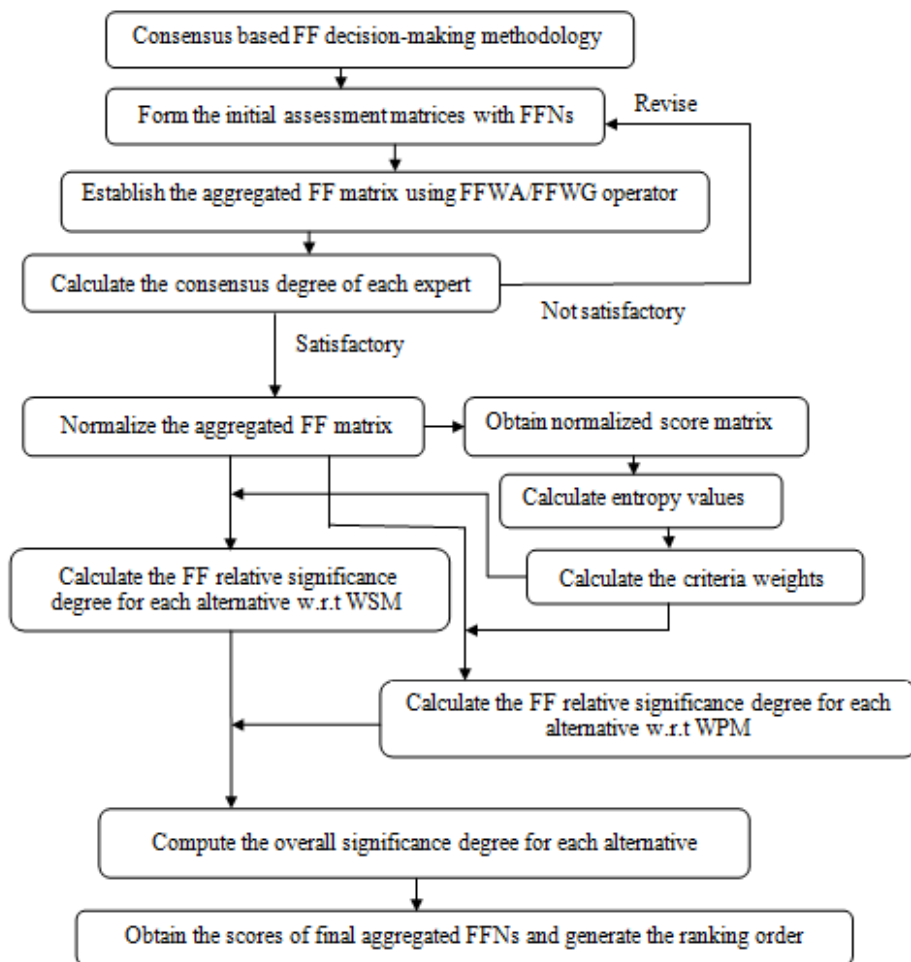 Consensus based FF decision-making methodology
Form the initial assessment matrices with FFNs
Revise
Establish the aggregated FF matrix using FFWA/FFWG operator
Calculate the consensus degree of each expert
Not satisfactory
Satisfactory
Normalize the aggregated FF matrix
Obtain normalized score matrix
Calculate entropy values
Calculate the FF relative significance
degree for each alternative w.r.t WSM
Calculate the criteria weights
Calculate the FF relative significance degree for each
alternative w.r.t WPM
Compute the overall significance degree for each alternative
Obtain the scores of final aggregated FFNs and generate the ranking order